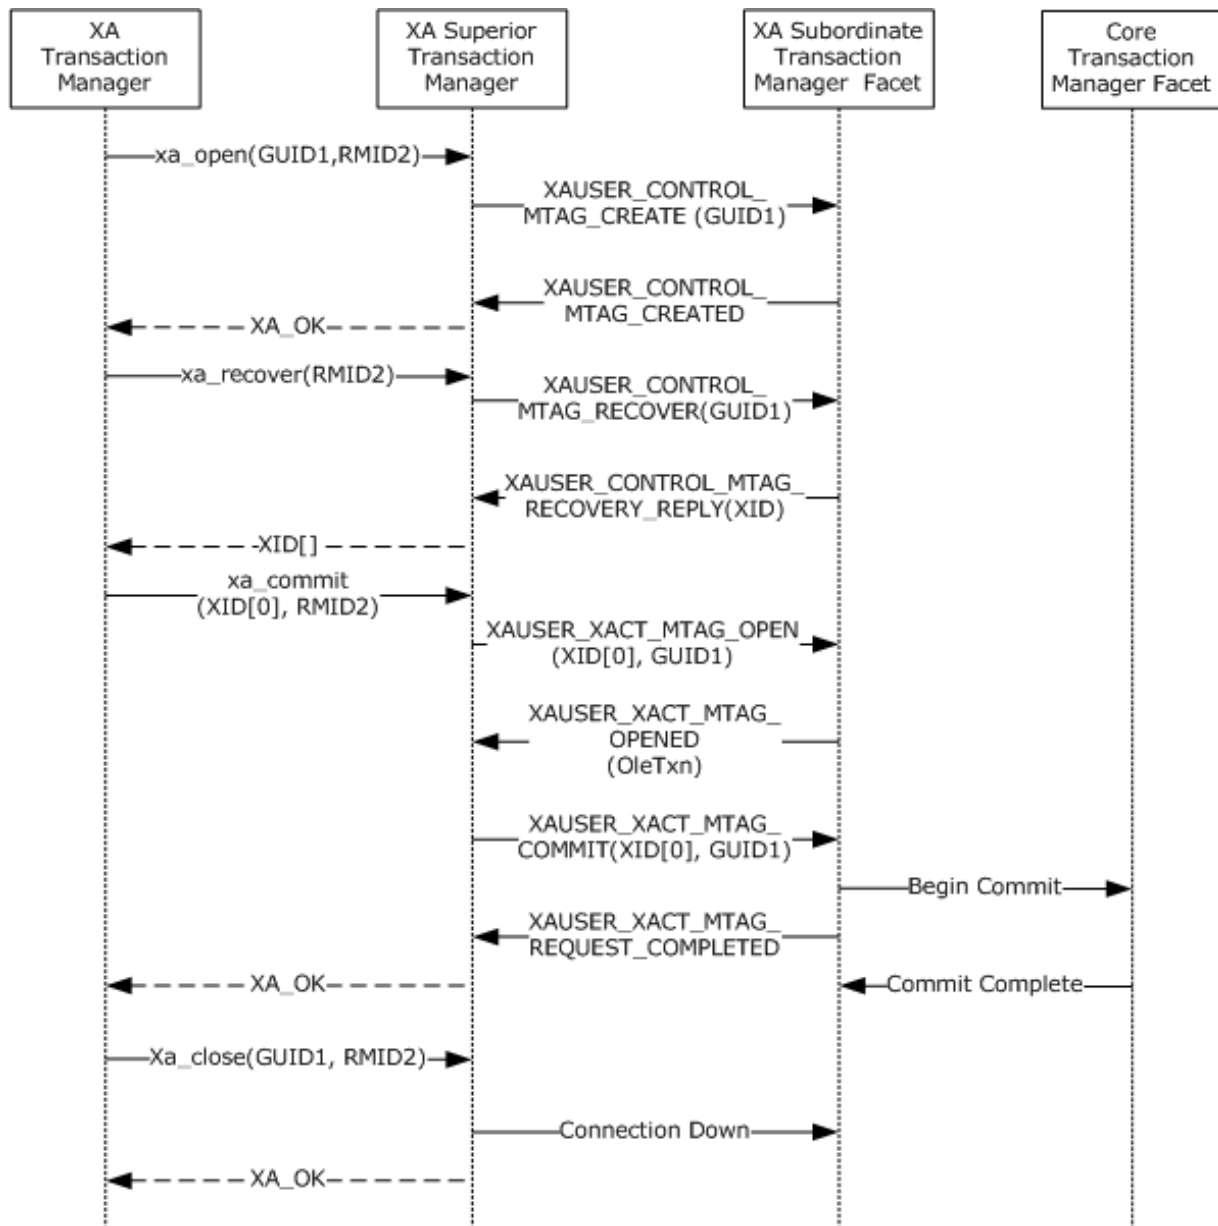 XA
Transaction
Manager
XA Superior
Transaction
Manager
XA Subordinate
Transaction
Manager Facet
Core
Transaction
Manager Facet
xa_open(GUID1,RMID2)
XAUSER_CONTROL_
MTAG_CREATE (GUID1)
XAUSER_CONTROL_
MTAG_CREATED
XA_OK
xa_recover(RMID2)
XAUSER_CONTROL_
MTAG_RECOVER(GUID1)
XAUSER_CONTROL_MTAG_
RECOVERY_REPLY(XID)
XID[]
xa_commit
(XID[0], RMID2)
XAUSER_XACT_MTAG_OPEN
(XID[0], GUID1)
XAUSER_XACT_MTAG_
OPENED
(OleTxn)
XAUSER_XACT_MTAG_
COMMIT(XID[0], GUID1)
Begin Commit
XAUSER_XACT_MTAG_
REQUEST_COMPLETED
XA_OK
Commit Complete
Xa_close(GUID1, RMID2)
Connection Down
XA_OK